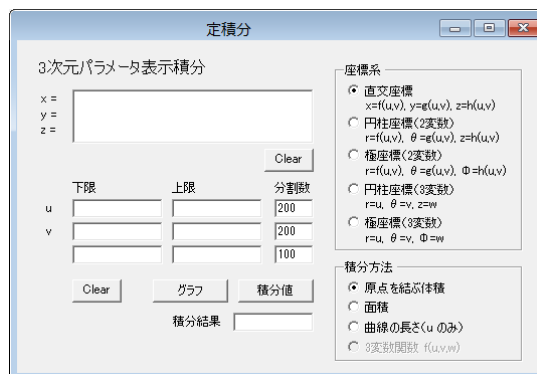 定積分
3次元パラメータ表示積分
x =
y =
z =
Clear
下限 上限 分割数
u 200
v 200
100
Clear グラフ 積分値
積分結果
座標系
直交座標
x=f(u,v), y=g(u,v), z=h(u,v)
円柱座標(2変数)
r=f(u,v), θ=g(u,v), z=h(u,v)
極座標(2変数)
r=f(u,v), θ=g(u,v), Φ=h(u,v)
円柱座標(3変数)
r=u, θ=v, z=w
極座標(3変数)
r=u, θ=v, Φ=w
積分方法
原点を結ぶ体積
面積
曲線の長さ(u のみ)
3変数関数 f(u,v,w)